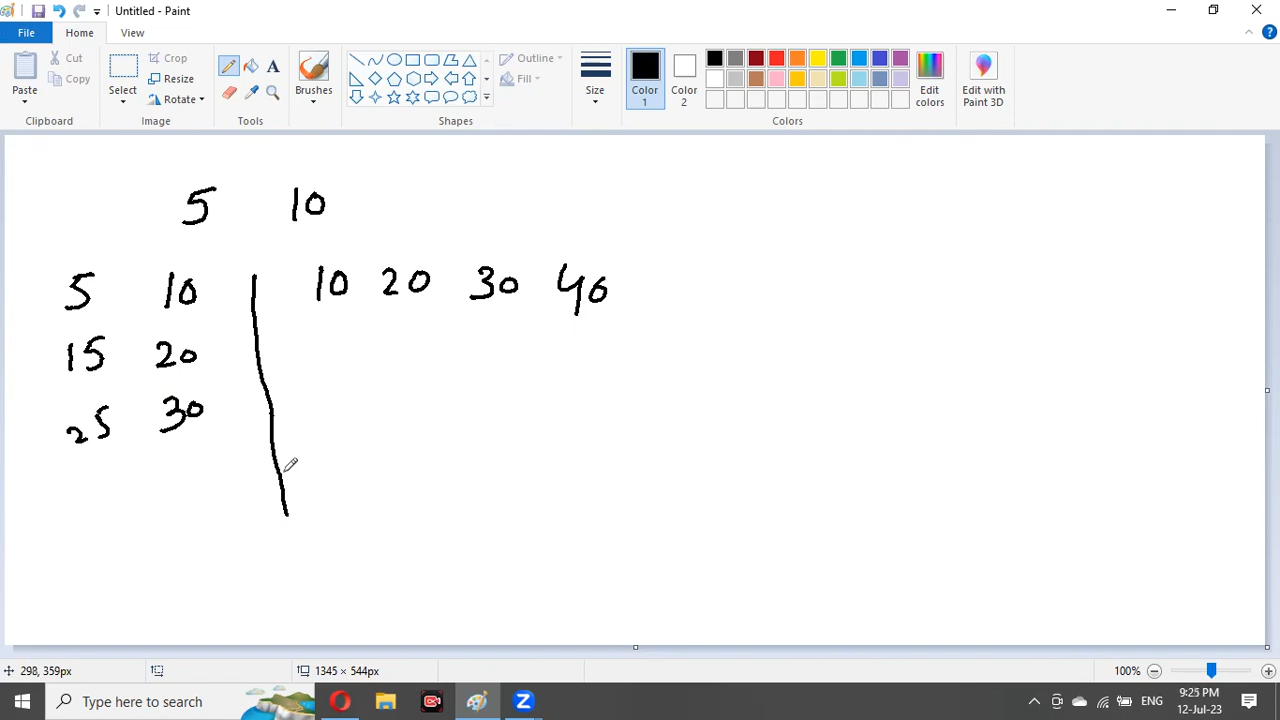 Untitled - Paint
File Home View
Paste Cut Copy Select Crop Resize Rotate A Brushes Outline Fill Size Color 1 Color 2 Edit colors Edit with Paint 3D
Clipboard Image Tools Shapes Colors
5 10
5 10 10 20 30 40
15 20
25 30
298, 359px 1345 × 544px 100%
Type here to search Z ENG 9:25 PM 12-Jul-23